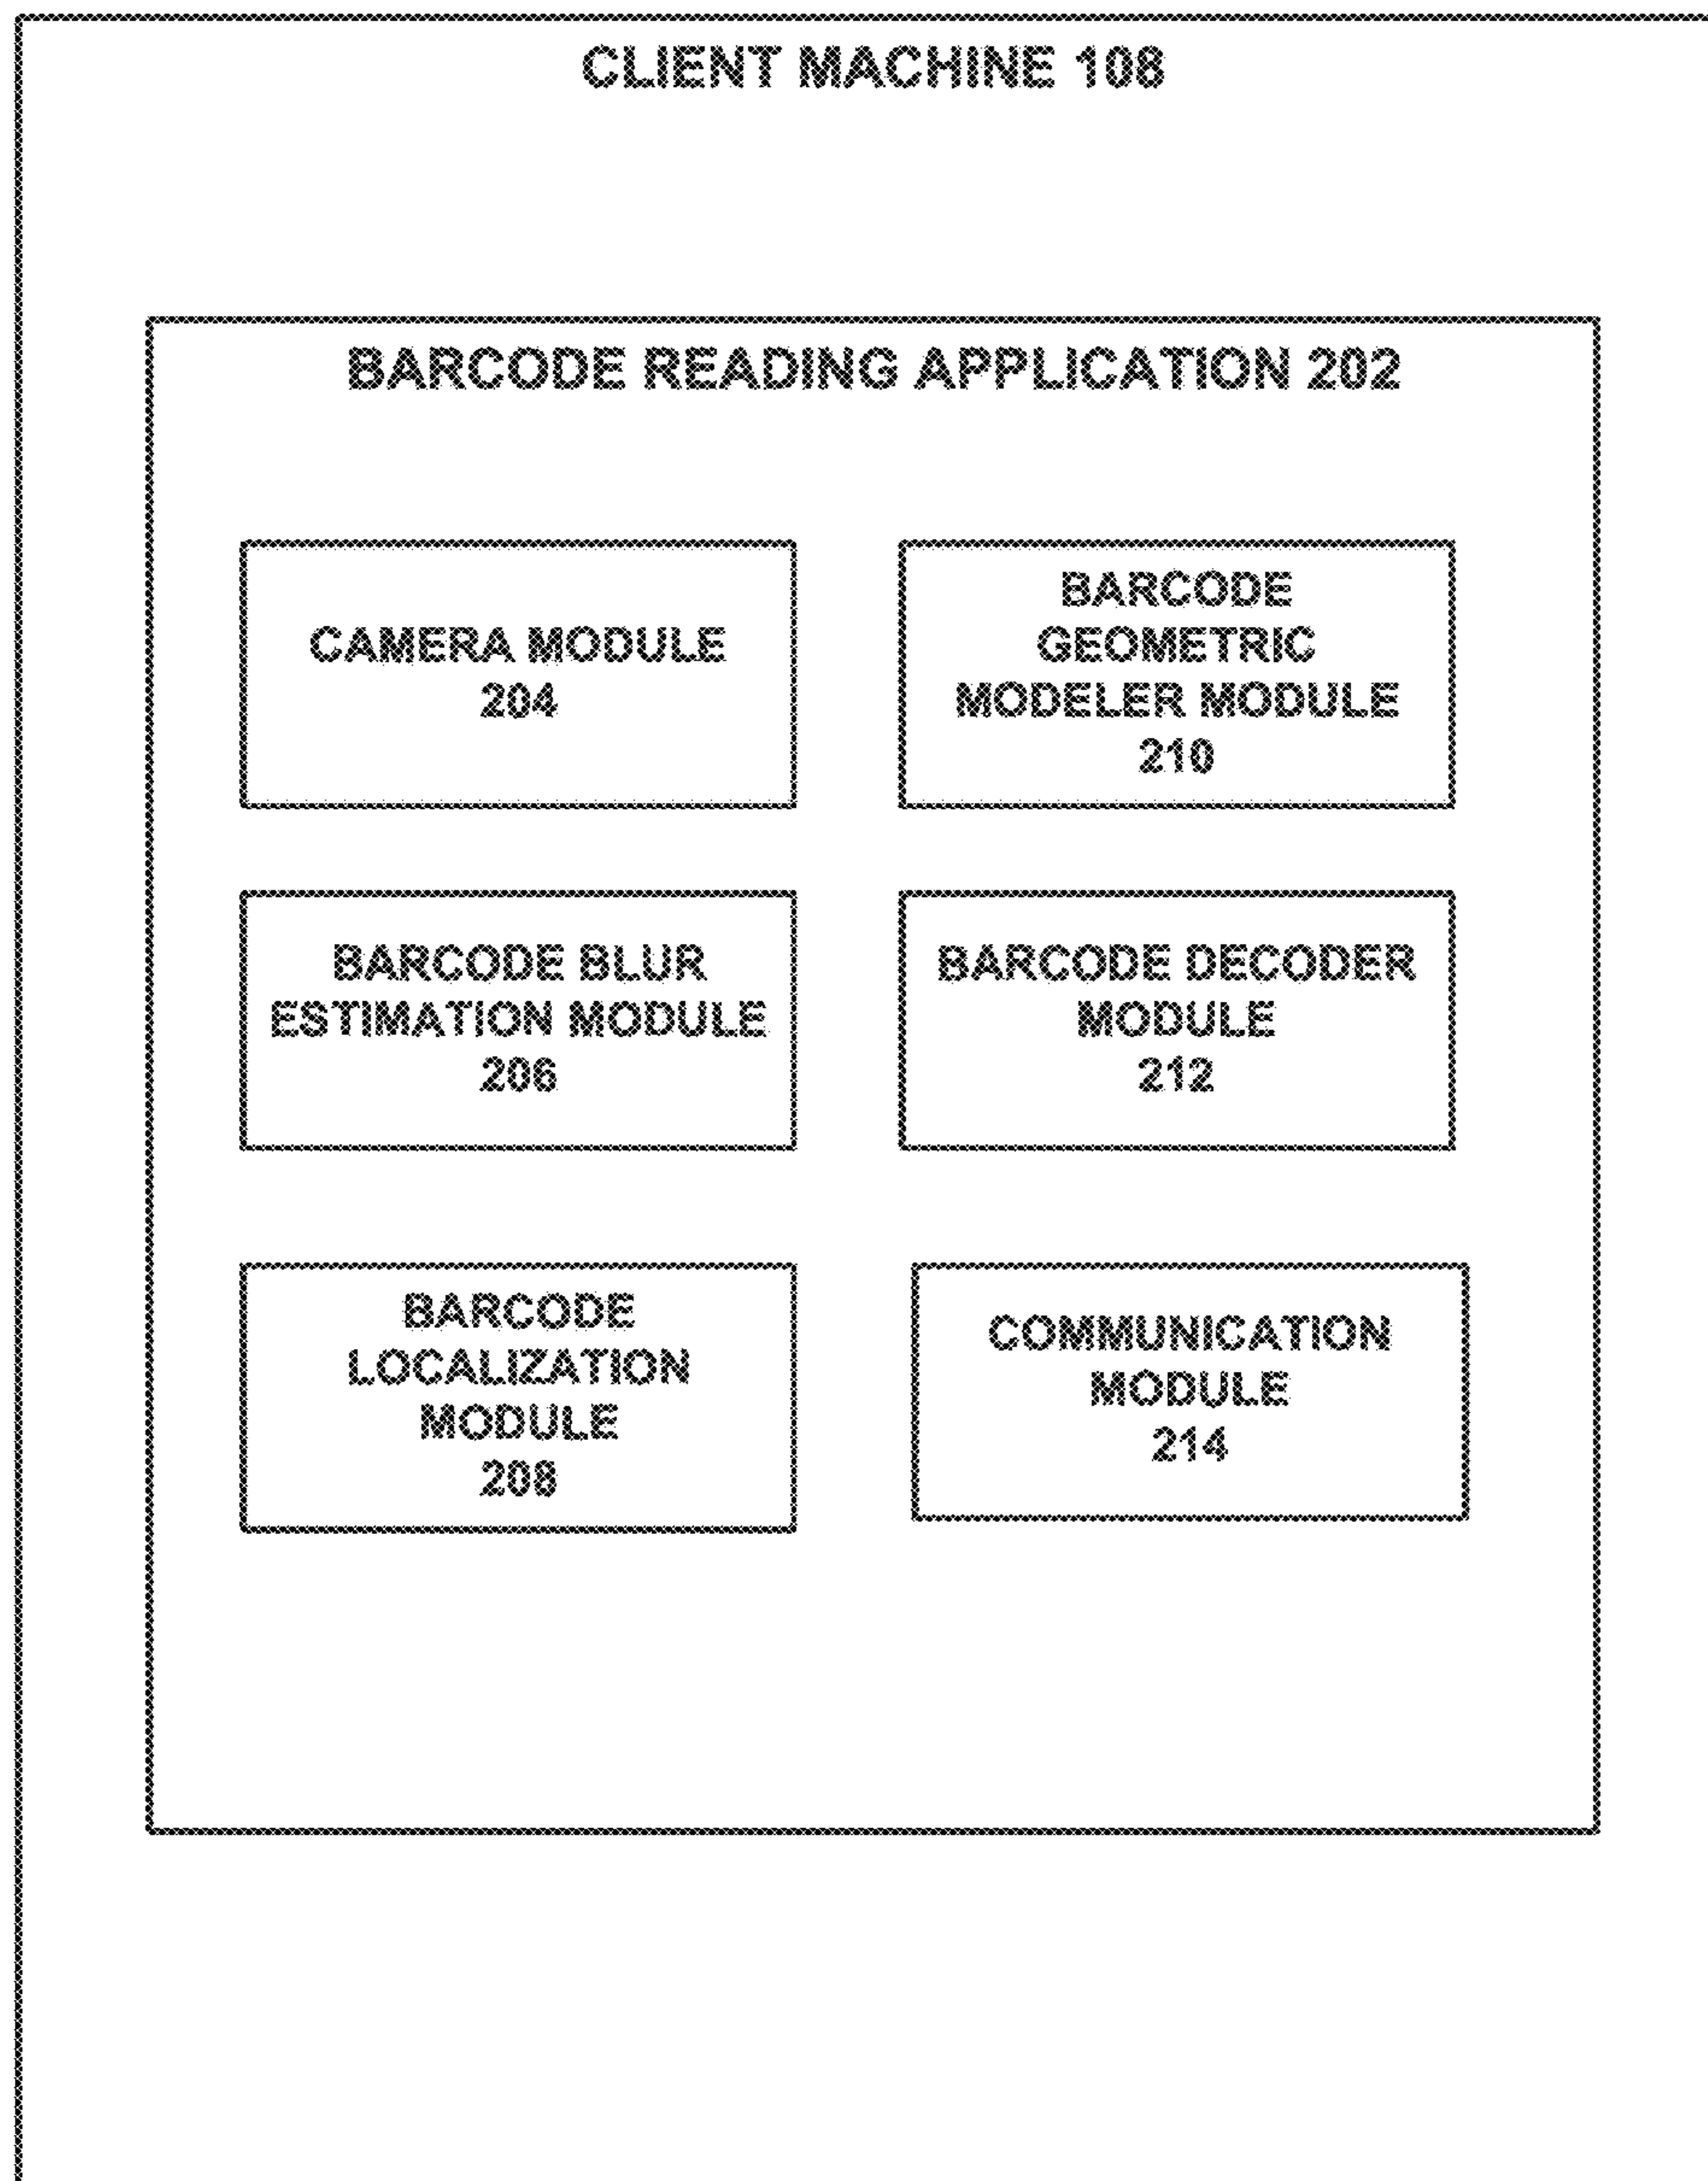 CLIENT MACHINE 108
BARCODE READING APPLICATION 202
CAMERA MODULE
204
BARCODE
GEOMETRIC
MODELER MODULE
210
BARCODE BLUR
ESTIMATION MODULE
206
BARCODE DECODER
MODULE
212
BARCODE
LOCALIZATION
MODULE
208
COMMUNICATION
MODULE
214